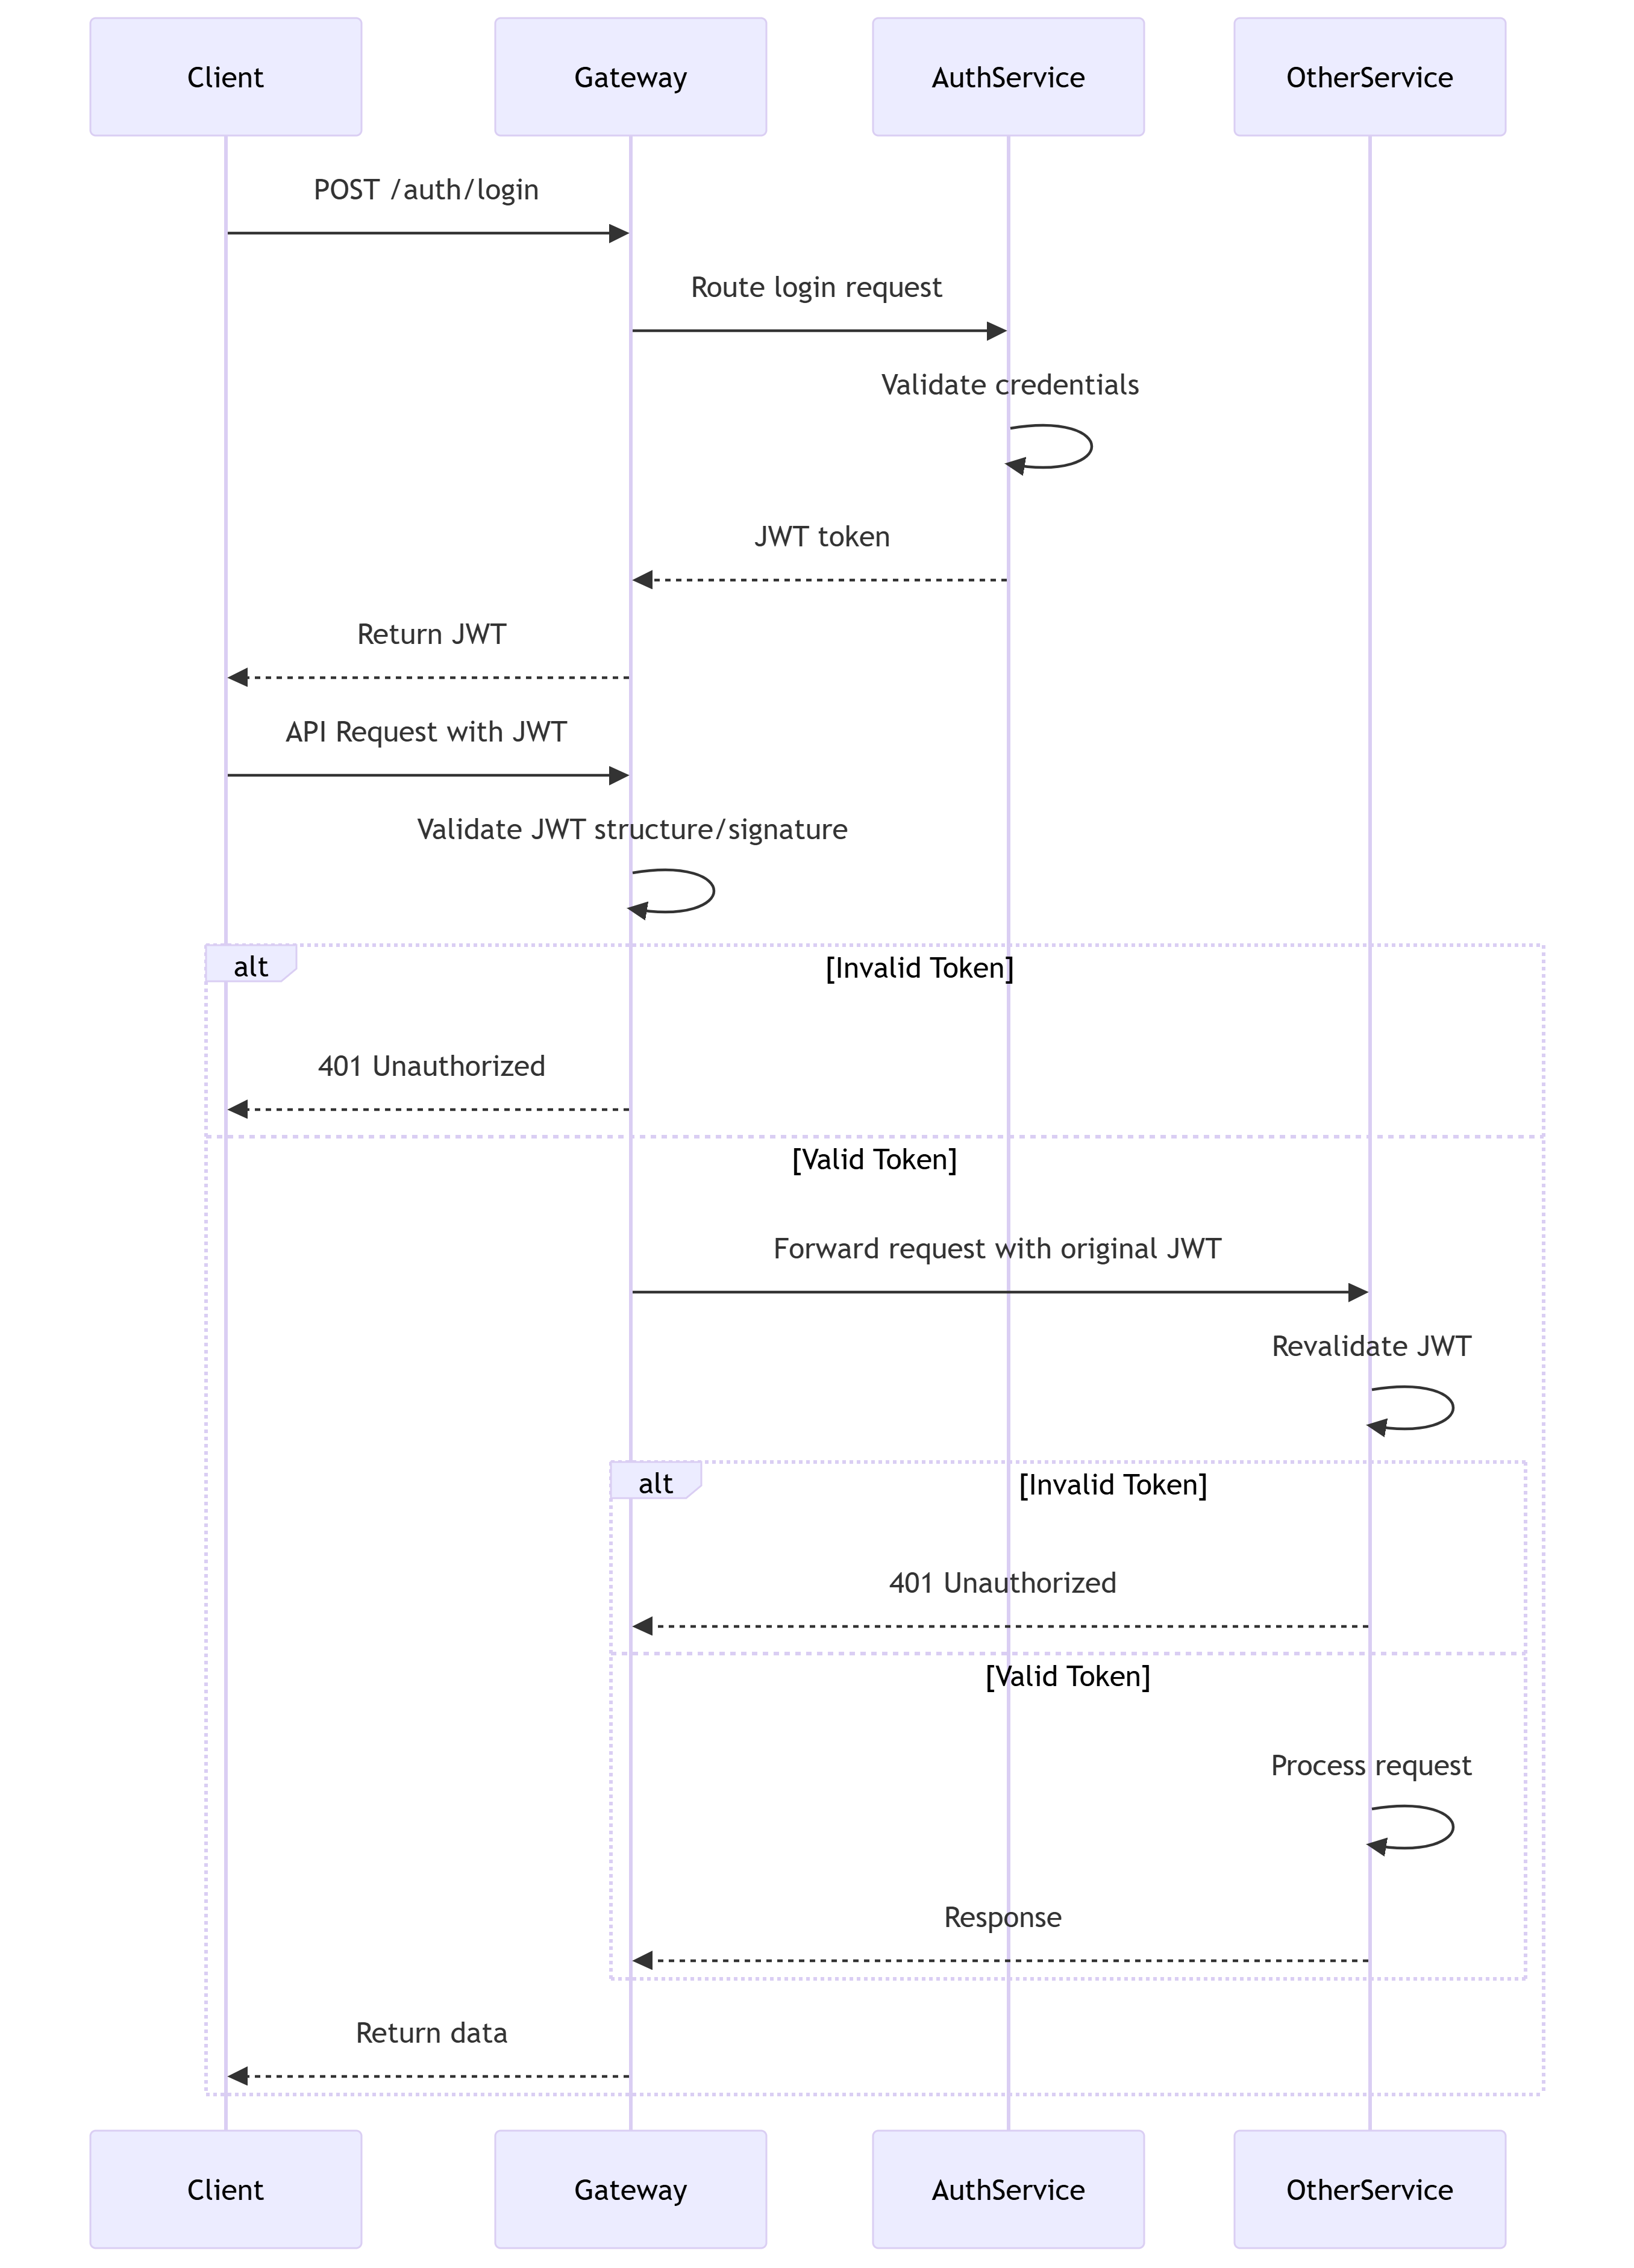 Client
Gateway
AuthService
OtherService
POST /auth/login
Route login request
Validate credentials
JWT token
Return JWT
API Request with JWT
Validate JWT structure/signature
alt
[Invalid Token]
401 Unauthorized
[Valid Token]
Forward request with original JWT
Revalidate JWT
alt
[Invalid Token]
401 Unauthorized
[Valid Token]
Process request
Response
Return data
Client
Gateway
AuthService
OtherService